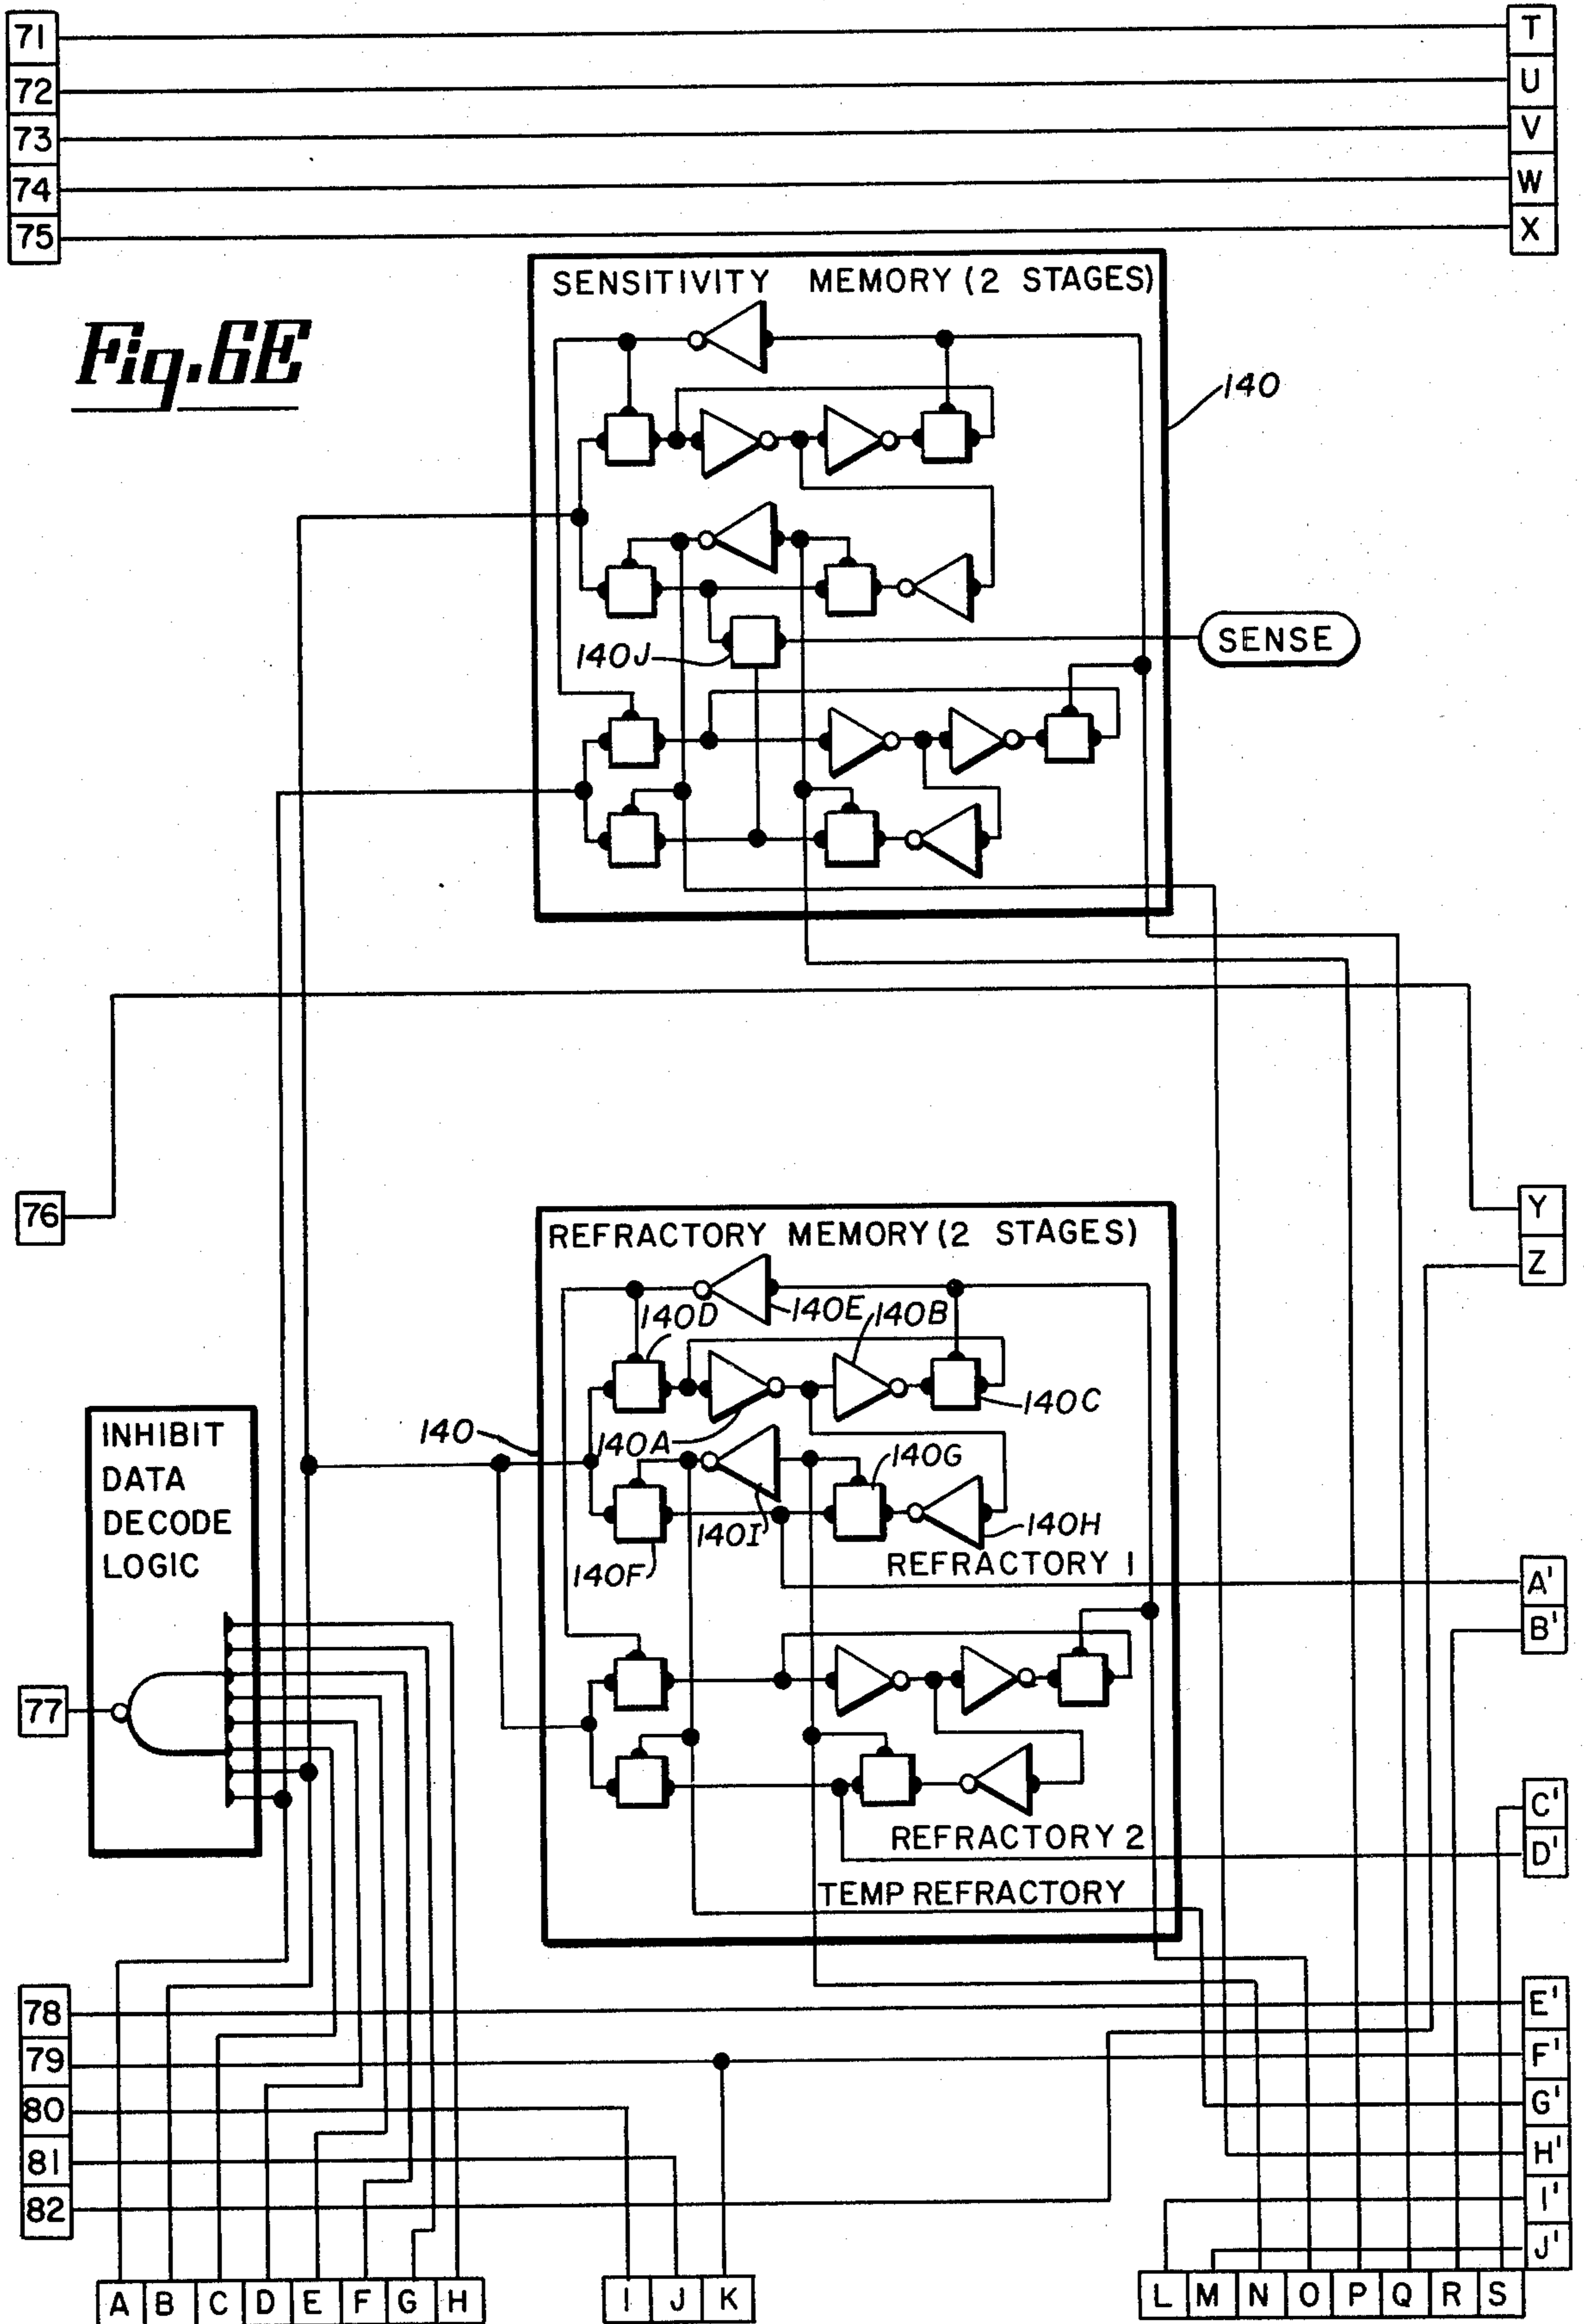 71 T
72 U
73 V
74 W
75 X
SENSITIVITY MEMORY (2 STAGES)
Fig. 6E
140
SENSE
140J
76 Y
Z
REFRACTORY MEMORY (2 STAGES)
140D 140E 140B
140C
140 140A
140G
140I 140H
140F REFRACTORY 1
INHIBIT
DATA
DECODE
LOGIC
A'
B'
77
C'
REFRACTORY 2
D'
TEMP REFRACTORY
78 E'
79 F'
80 G'
81 H'
82 I'
J'
A B C D E F G H I J K L M N O P Q R S